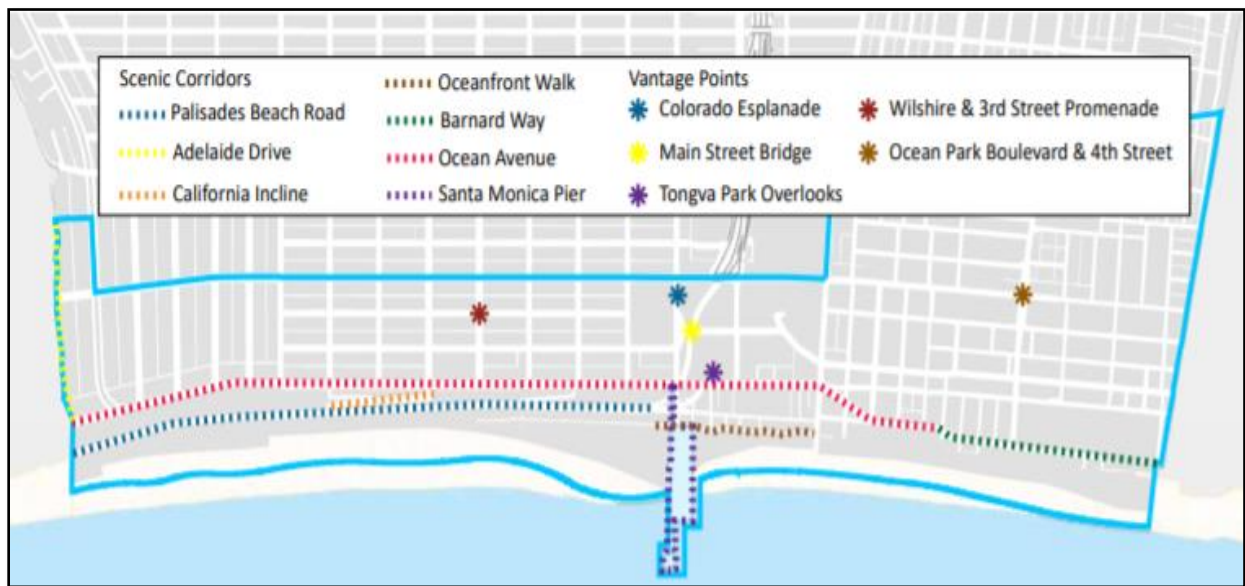 Scenic Corridors
Palisades Beach Road
Adelaide Drive
California Incline
Oceanfront Walk
Barnard Way
Ocean Avenue
Santa Monica Pier
Vantage Points
Colorado Esplanade
Main Street Bridge
Tongva Park Overlooks
Wilshire & 3rd Street Promenade
Ocean Park Boulevard & 4th Street